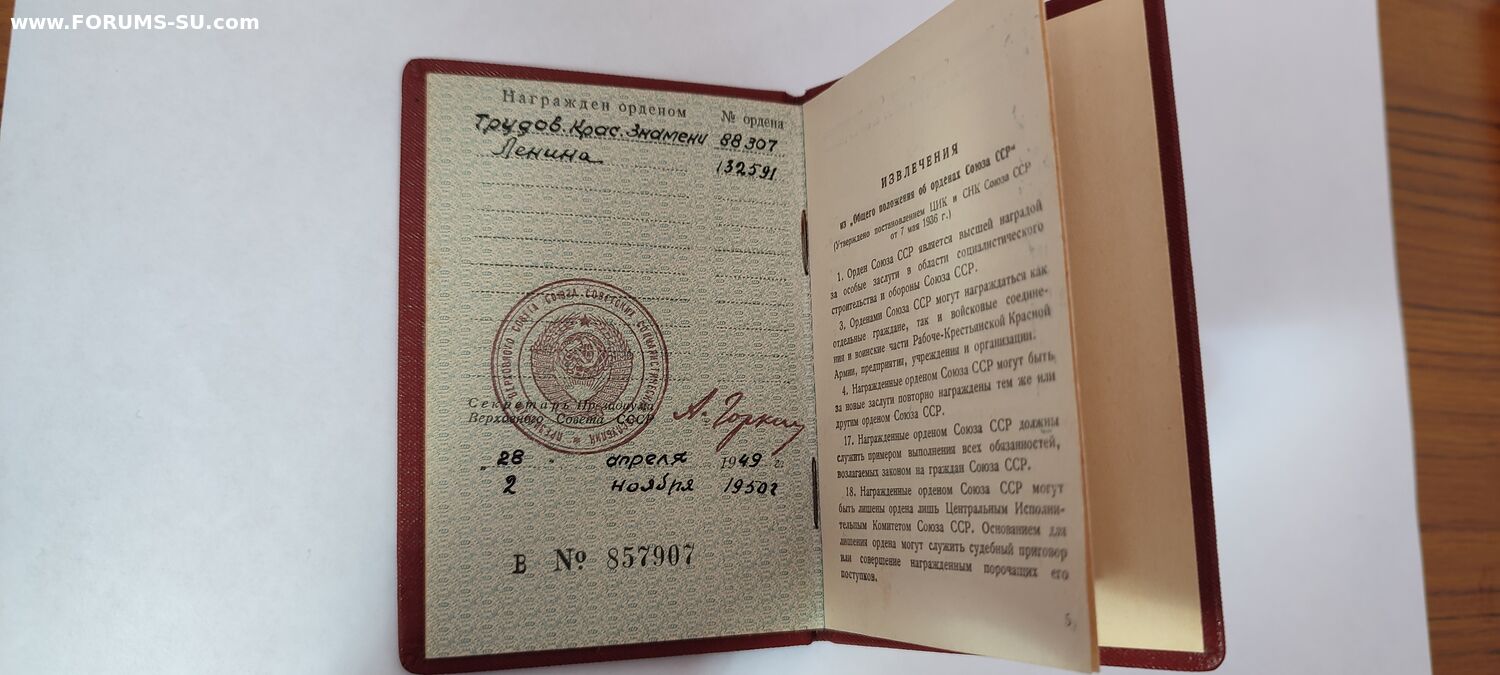 www.FORUMS-SU.com
Награжден орденом № ордена
Трудов. Крас. Знамени 88307
Ленина 132591
Секретарь Президиума
Верховного Совета СССР А. Горкин
„28“ апреля 1949 г.
2 ноября 1950г
В № 857907
ИЗВЛЕЧЕНИЯ
из „Общего положения об орденах Союза ССР“
(Утверждено постановлением ЦИК и СНК Союза ССР
от 7 мая 1936 г.)
1. Орден Союза ССР является высшей наградой
за особые заслуги в области социалистического
строительства и обороны Союза ССР.
3. Орденами Союза ССР могут награждаться как
отдельные граждане, так и войсковые соедине-
ния и воинские части Рабоче-Крестьянской Красной
Армии, предприятия, учреждения и организации.
4. Награжденные орденом Союза ССР могут быть
за новые заслуги повторно награждены тем же или
другим орденом Союза ССР.
17. Награжденные орденом Союза ССР должны
служить примером выполнения всех обязанностей,
возлагаемых законом на граждан Союза ССР.
18. Награжденные орденом Союза ССР могут
быть лишены ордена лишь Центральным Исполни-
тельным Комитетом Союза ССР. Основанием для
лишения ордена могут служить судебный приговор
или совершение награжденным порочащих его
поступков.
5